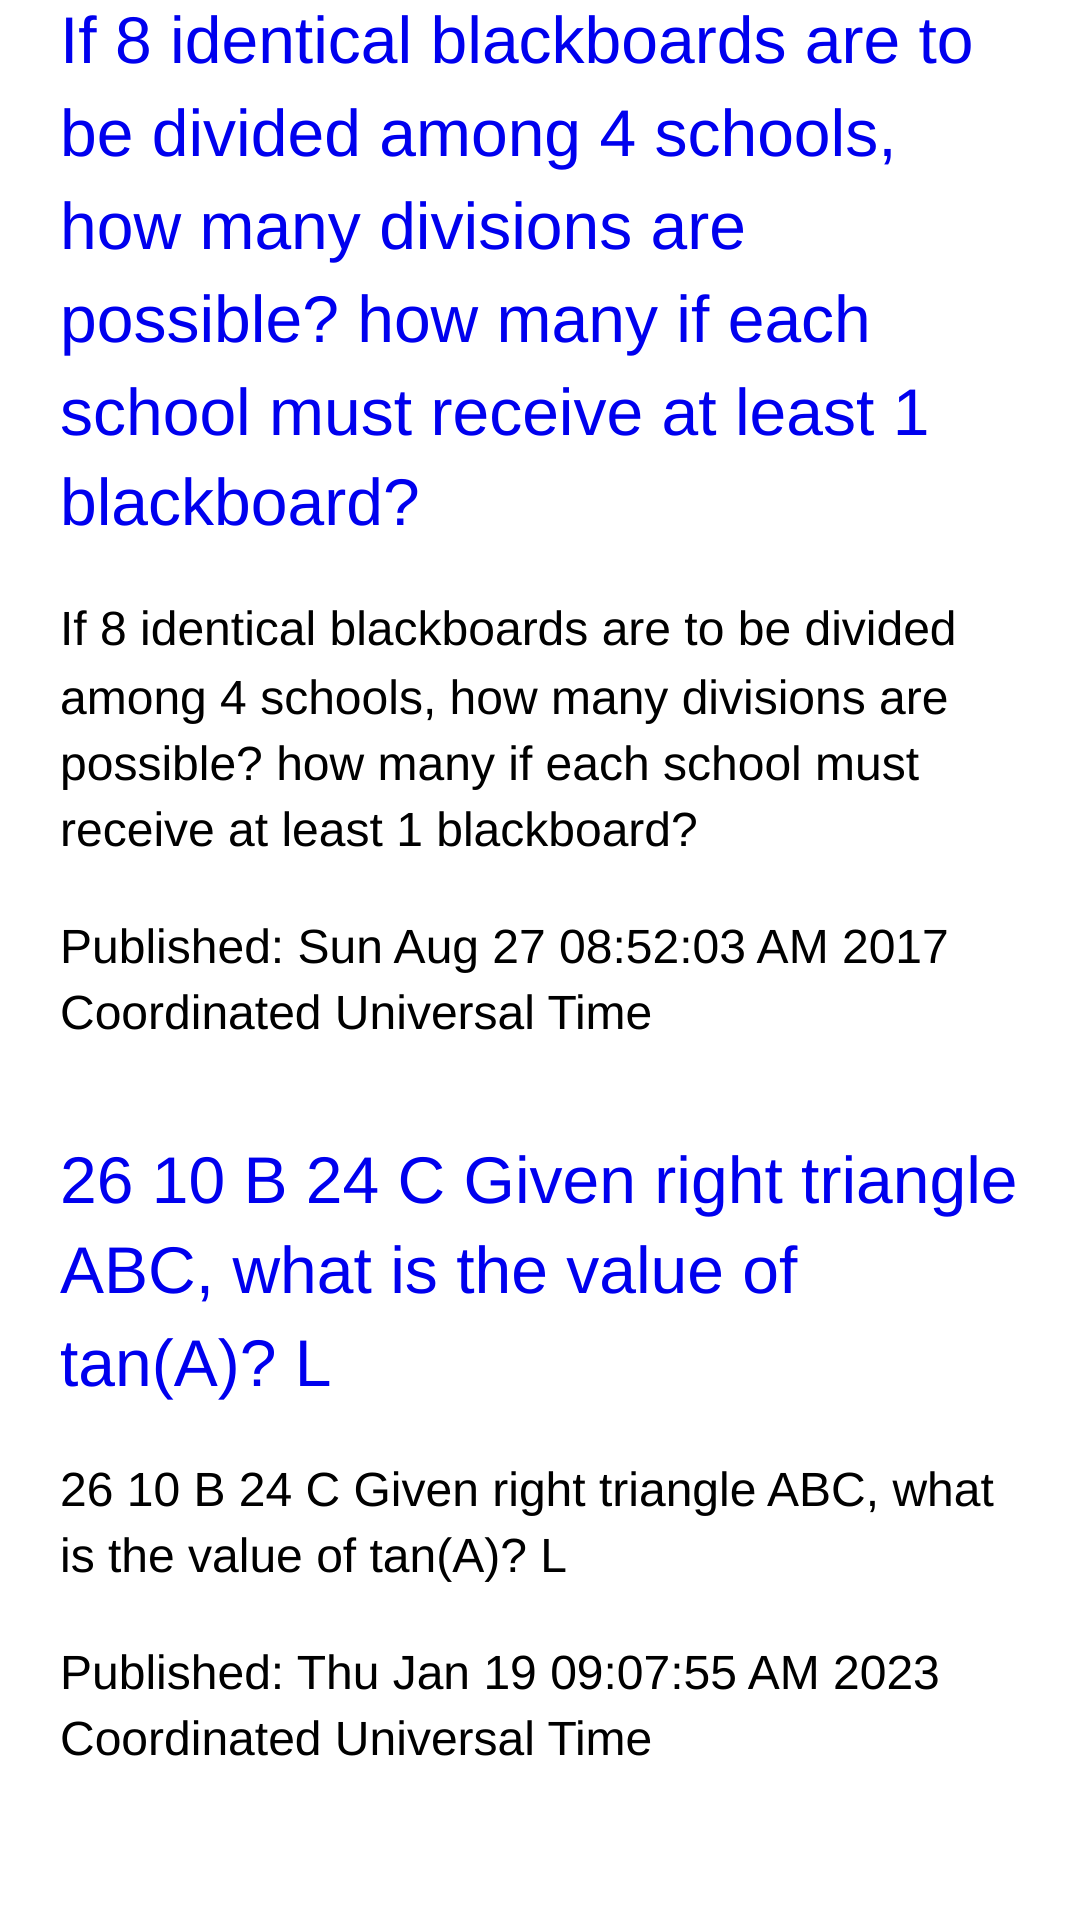 If 8 identical blackboards are to
be divided among 4 schools,
how many divisions are
possible? how many if each
school must receive at least 1
blackboard?
If 8 identical blackboards are to be divided
among 4 schools, how many divisions are
possible? how many if each school must
receive at least 1 blackboard?
Published: Sun Aug 27 08:52:03 AM 2017
Coordinated Universal Time
26 10 B 24 C Given right triangle
ABC, what is the value of
tan(A)? L
26 10 B 24 C Given right triangle ABC, what
is the value of tan(A)? L
Published: Thu Jan 19 09:07:55 AM 2023
Coordinated Universal Time